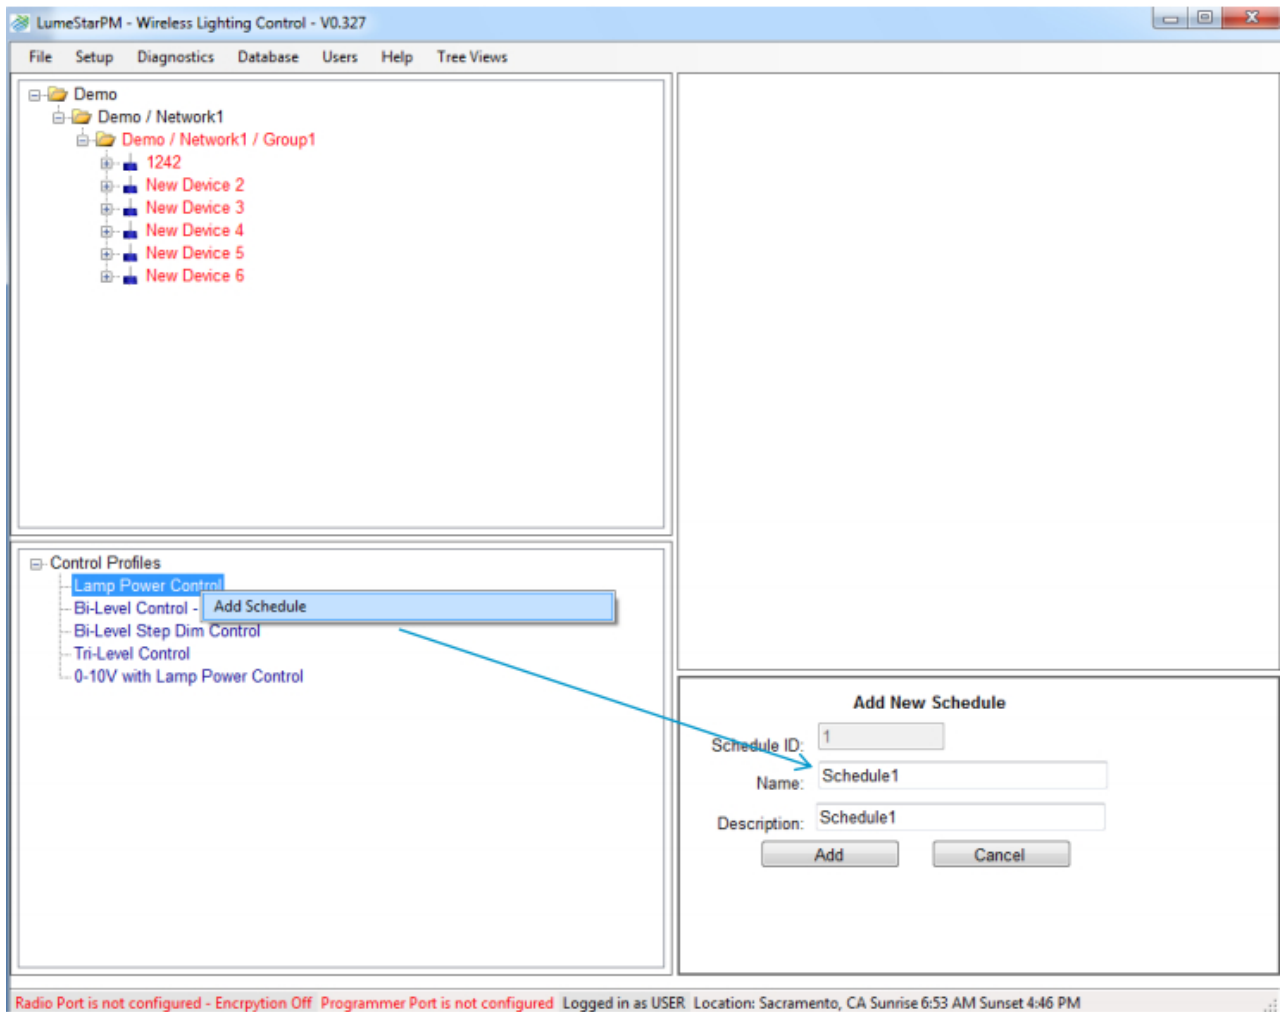 LumeStarPM - Wireless Lighting Control - V0.327
File Setup Diagnostics Database Users Help Tree Views
Demo
Demo / Network1
Demo / Network1 / Group1
1242
New Device 2
New Device 3
New Device 4
New Device 5
New Device 6
Control Profiles
Lamp Power Control
Bi-Level Control -
Add Schedule
Bi-Level Step Dim Control
Tri-Level Control
0-10V with Lamp Power Control
Add New Schedule
Schedule ID: 1
Name: Schedule1
Description: Schedule1
Add Cancel
Radio Port is not configured - Encrpytion Off Programmer Port is not configured Logged in as USER Location: Sacramento, CA Sunrise 6:53 AM Sunset 4:46 PM